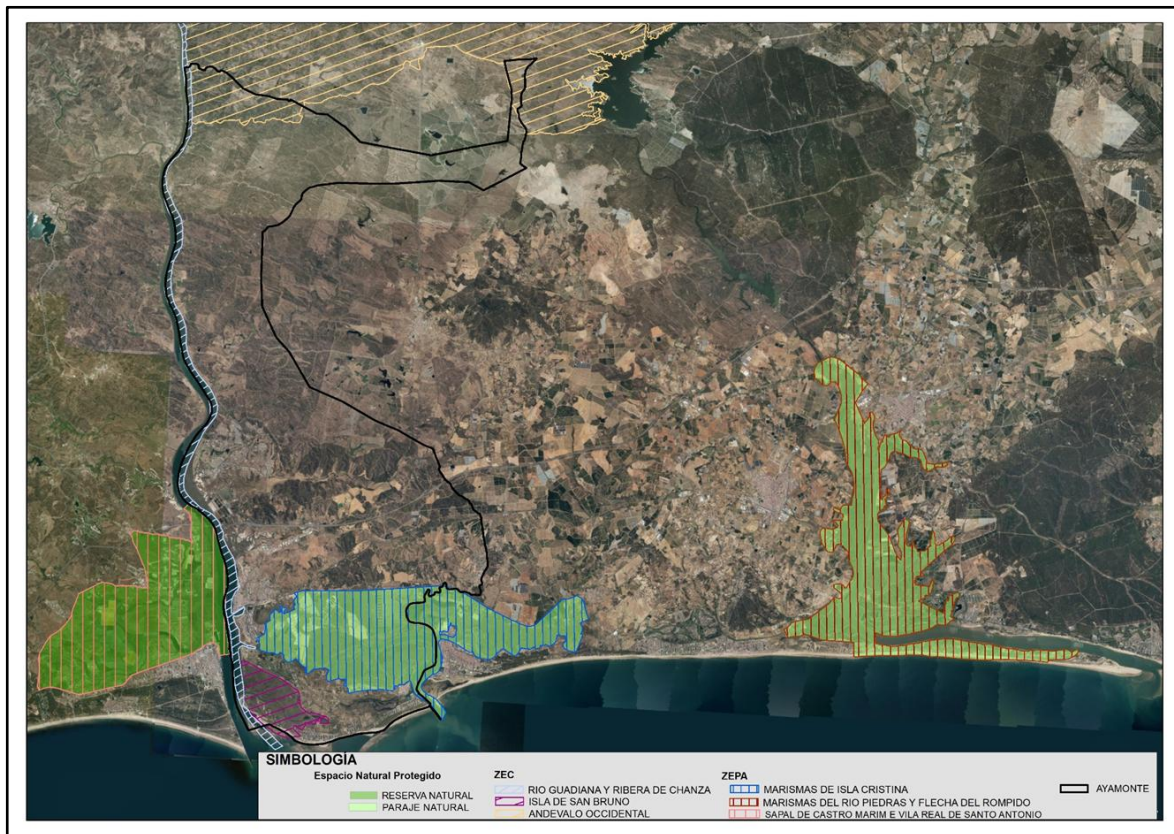 SIMBOLOGÌA
Espacio Natural Protegido
RESERVA NATURAL
PARAJE NATURAL
ZEC
RIO GUADIANA Y RIBERA DE CHANZA
ISLA DE SAN BRUNO
ANDEVALO OCCIDENTAL
ZEPA
MARISMAS DE ISLA CRISTINA
MARISMAS DEL RIO PIEDRAS Y FLECHA DEL ROMPIDO
SAPAL DE CASTRO MARIM E VILA REAL DE SANTO ANTONIO
AYAMONTE